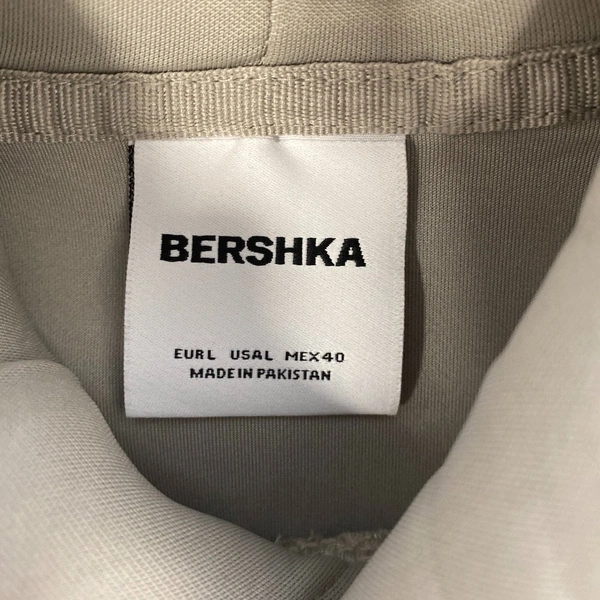 BERSHKA
EUR L USA L MEX 40
MADE IN PAKISTAN